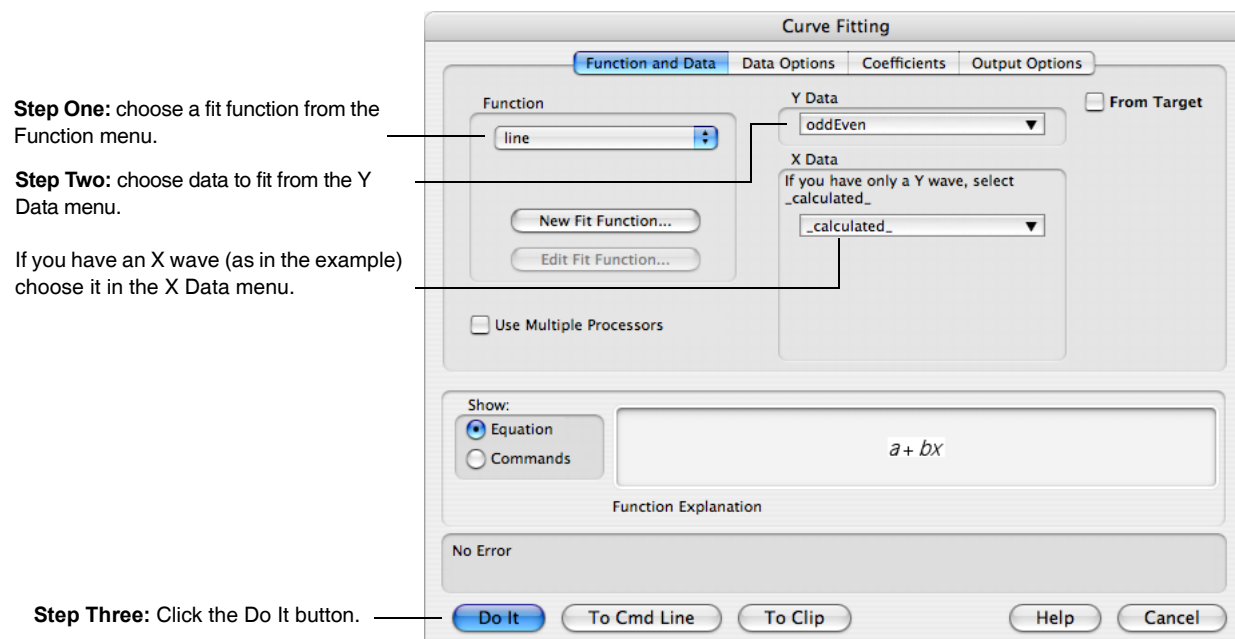 Curve Fitting
Function and Data
Data Options
Coefficients
Output Options
Step One: choose a fit function from the
Function menu.
Function
line
Y Data
oddEven
From Target
Step Two: choose data to fit from the Y
Data menu.
X Data
If you have only a Y wave, select
_calculated_
_calculated_
New Fit Function...
Edit Fit Function...
If you have an X wave (as in the example)
choose it in the X Data menu.
Use Multiple Processors
Show:
Equation
Commands
a + bx
Function Explanation
No Error
Step Three: Click the Do It button.
Do It
To Cmd Line
To Clip
Help
Cancel